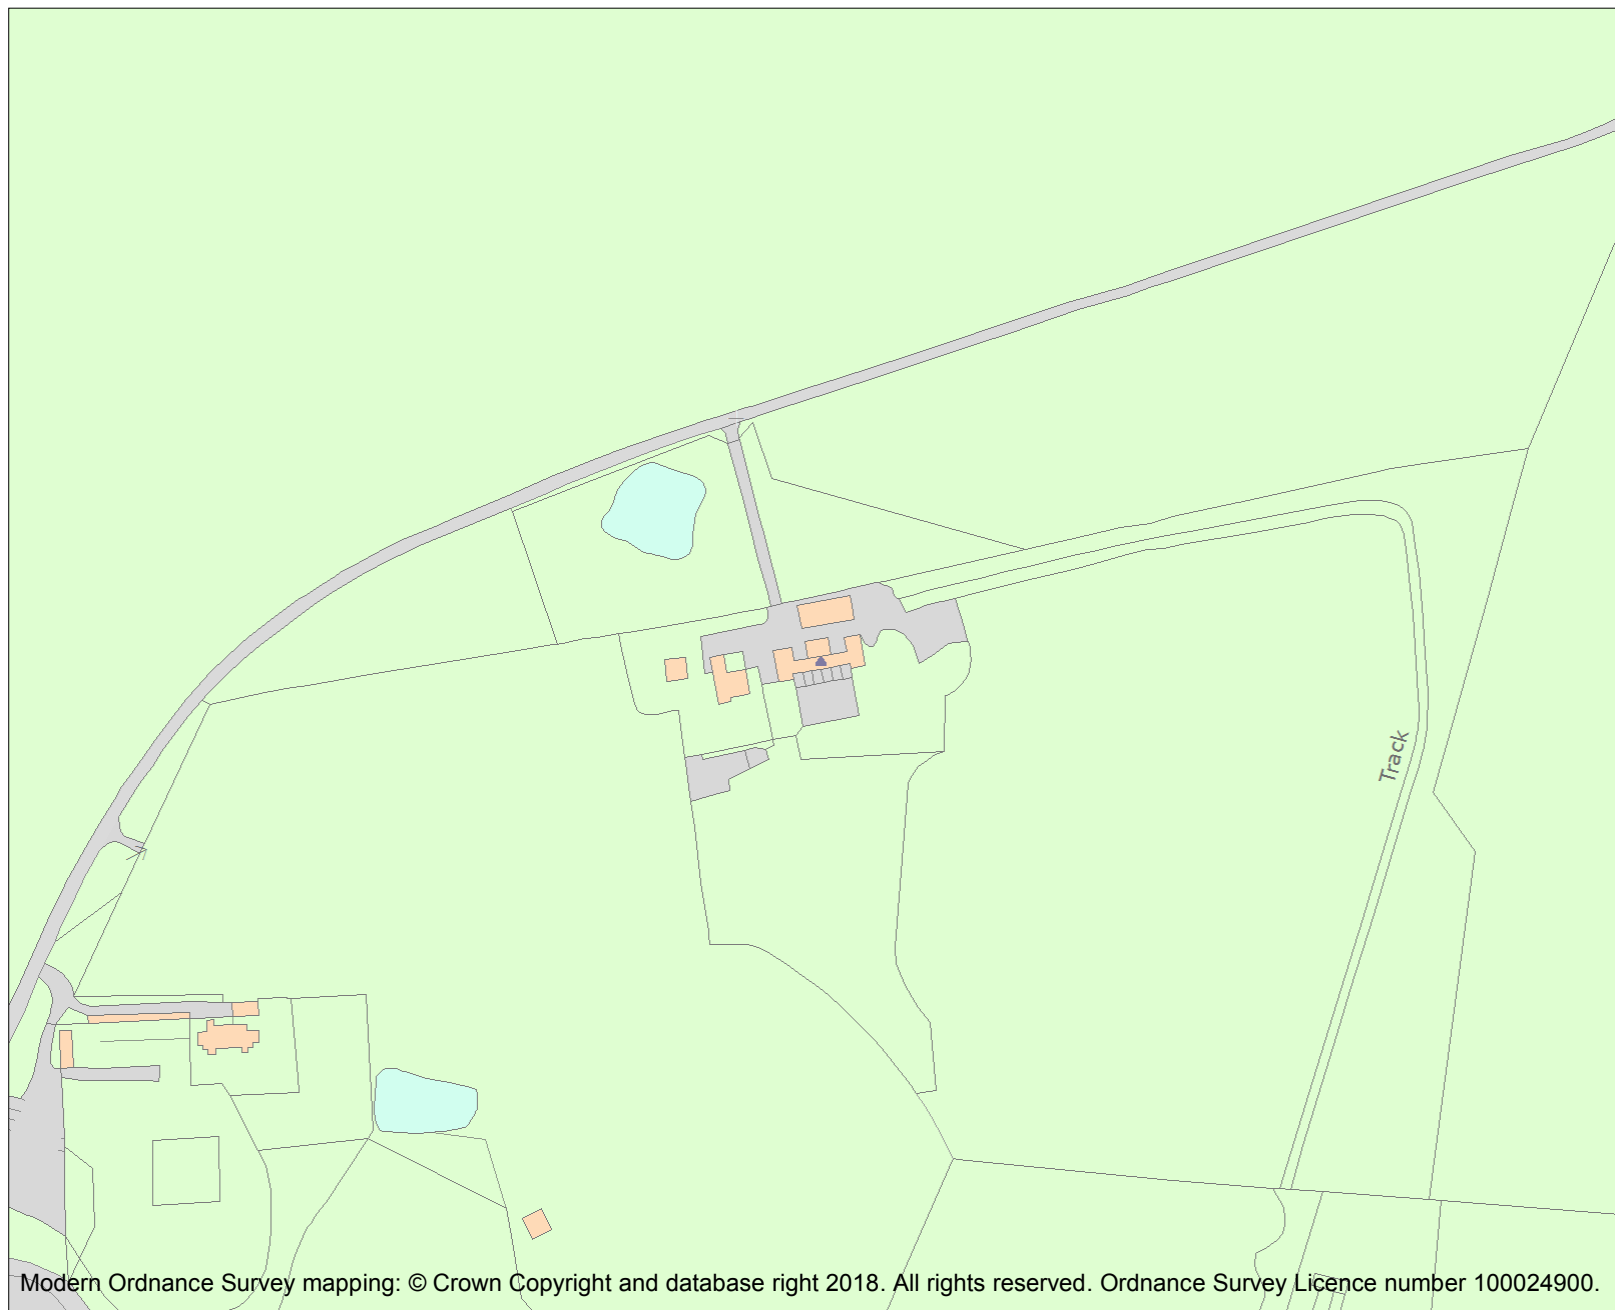 Track
Modern Ordnance Survey mapping: © Crown Copyright and database right 2018. All rights reserved. Ordnance Survey Licence number 100024900.